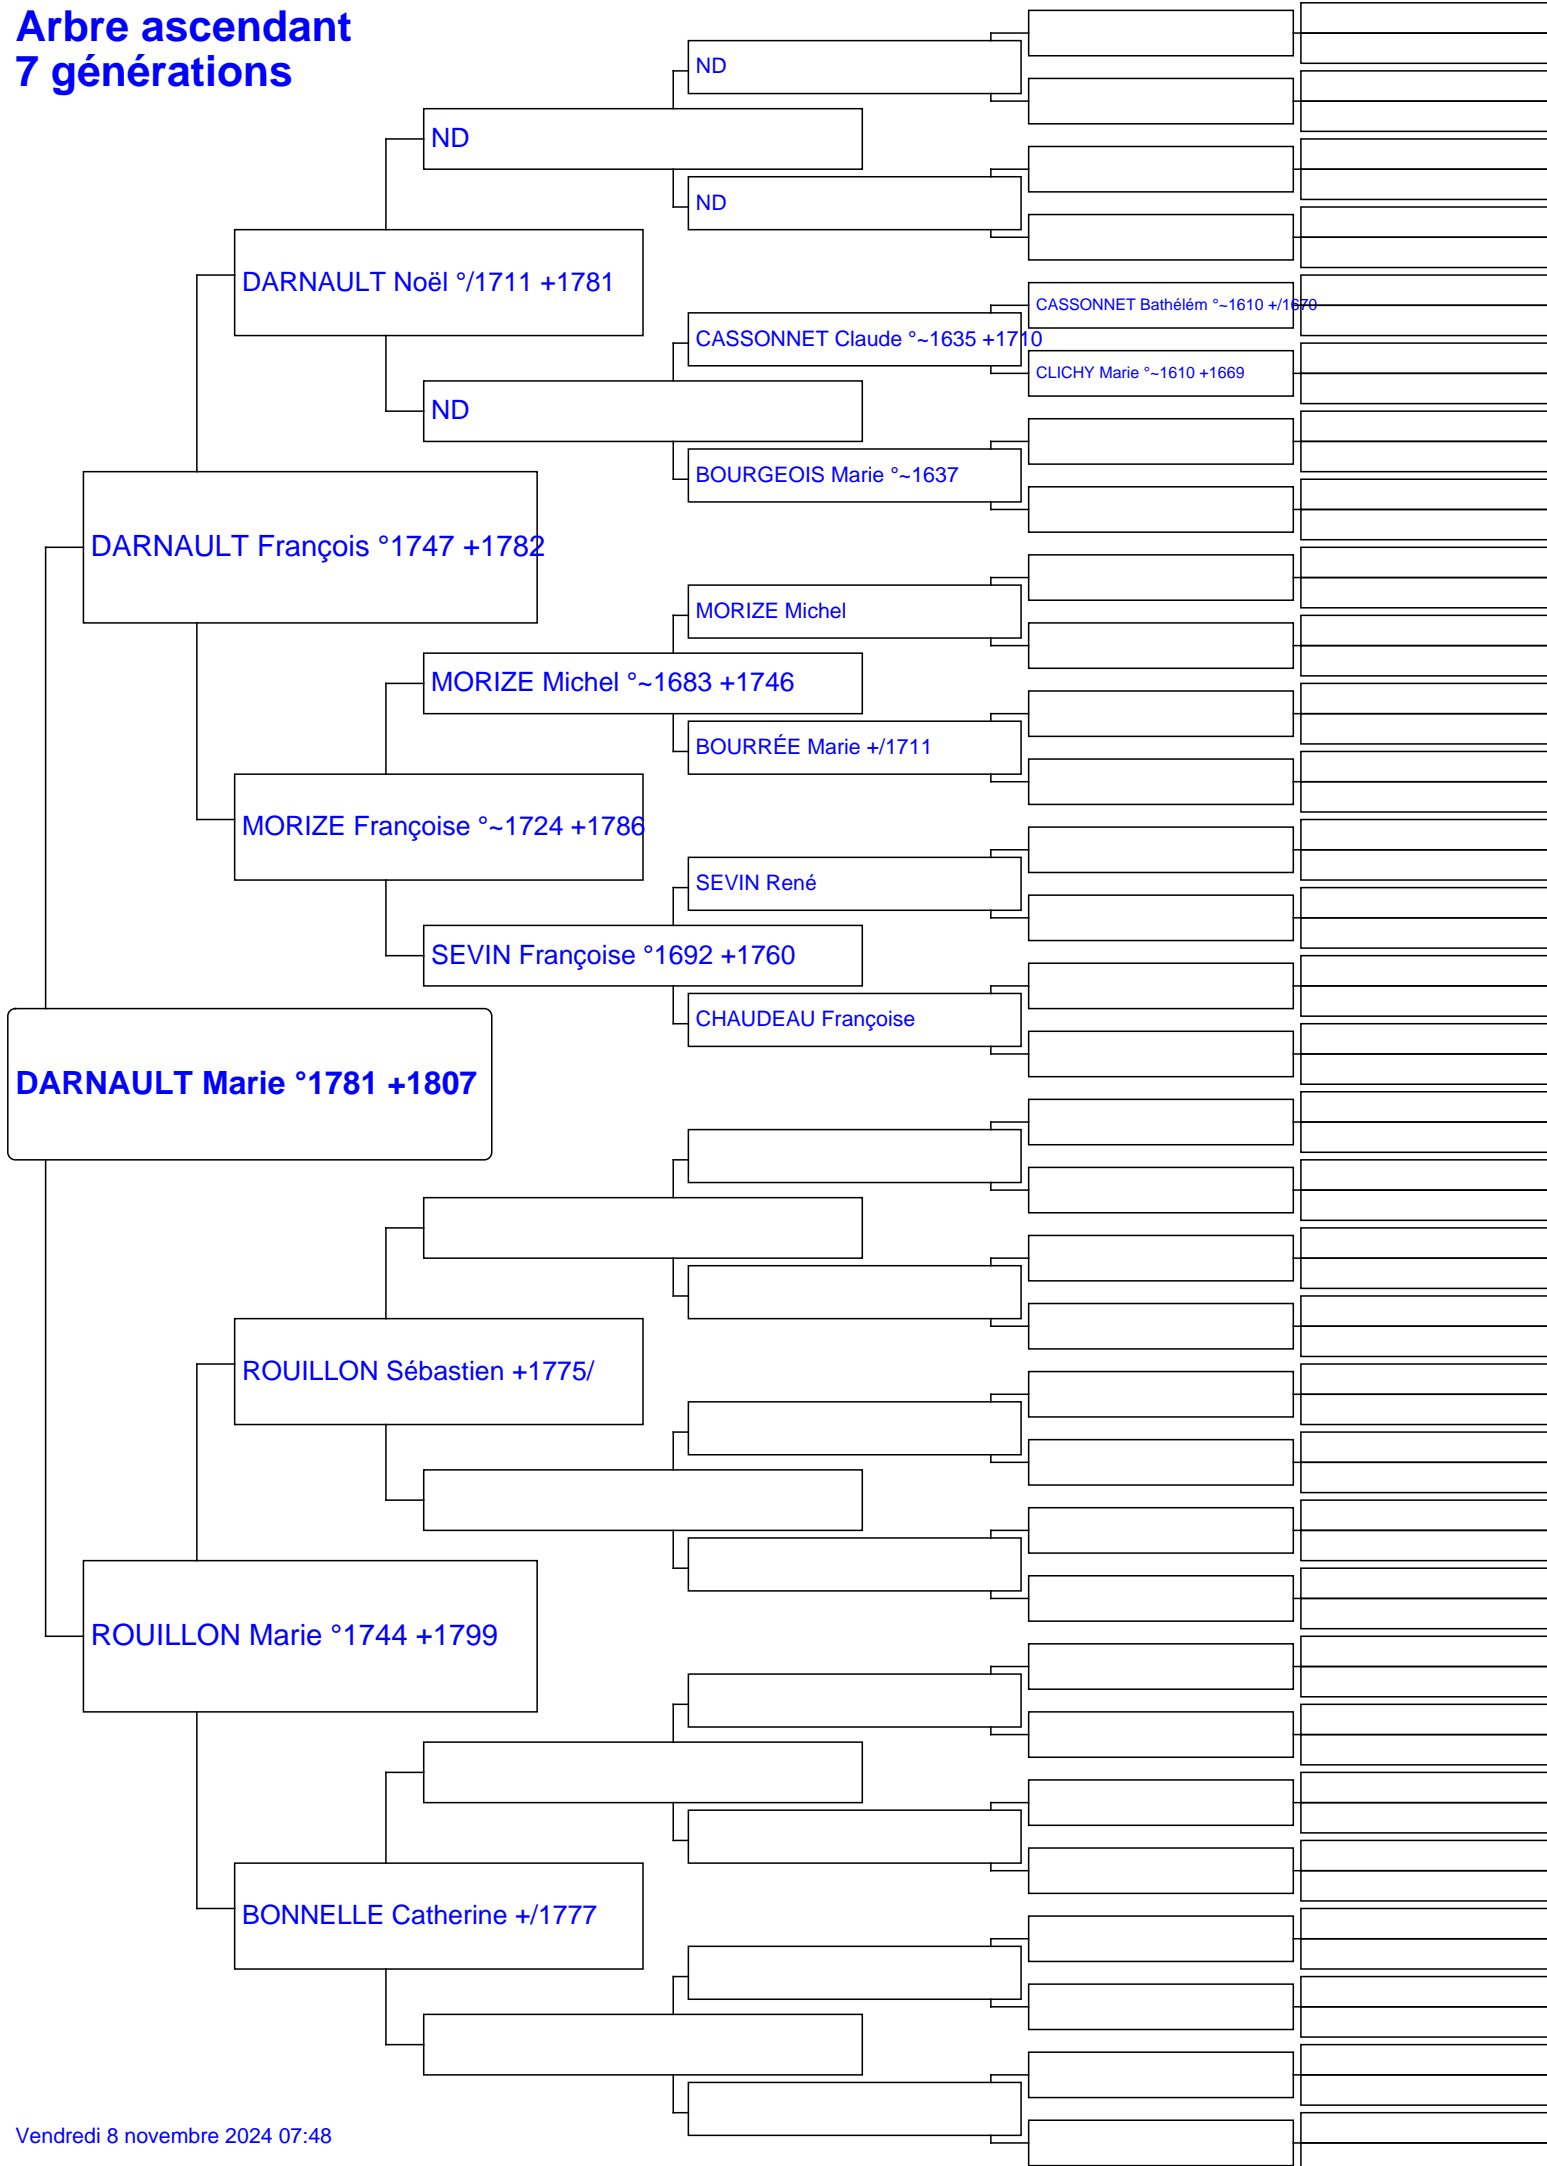 Arbre ascendant
7 générations
ND
ND
ND
DARNAULT Noël °/1711 +1781
CASSONNET Bathélém °~1610 +/1670
CASSONNET Claude °~1635 +1710
CLICHY Marie °~1610 +1669
ND
BOURGEOIS Marie °~1637
DARNAULT François °1747 +1782
MORIZE Michel
MORIZE Michel °~1683 +1746
BOURRÉE Marie +/1711
MORIZE Françoise °~1724 +1786
SEVIN René
SEVIN Françoise °1692 +1760
CHAUDEAU Françoise
DARNAULT Marie °1781 +1807
ROUILLON Sébastien +1775/
ROUILLON Marie °1744 +1799
BONNELLE Catherine +/1777
Vendredi 8 novembre 2024 07:48